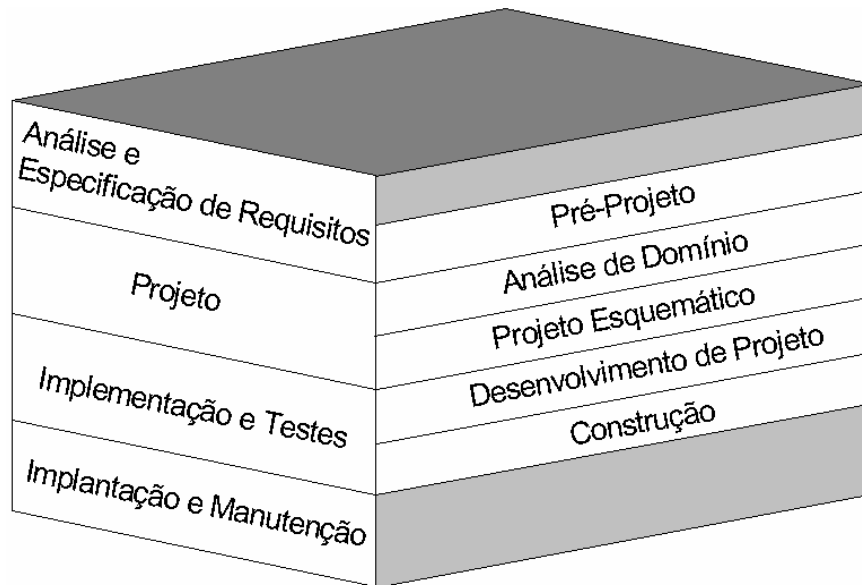 Análise e
Especificação de Requisitos
Projeto
Implementação e Testes
Implantação e Manutenção
Pré-Projeto
Análise de Domínio
Projeto Esquemático
Desenvolvimento de Projeto
Construção